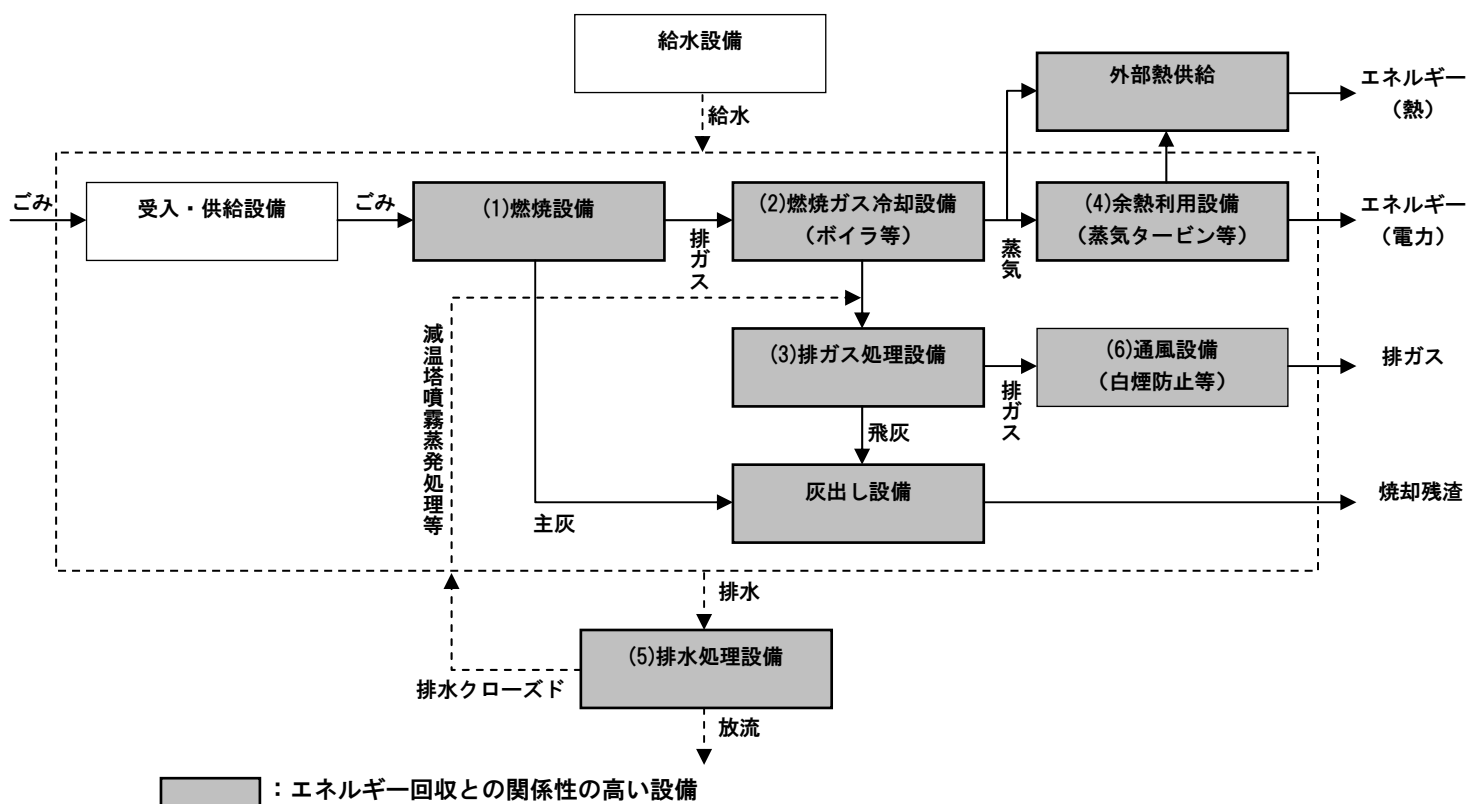 給水設備
給水
外部熱供給
エネルギー
（熱）
ごみ
受入・供給設備
ごみ
(1)燃焼設備
排ガス
(2)燃焼ガス冷却設備
（ボイラ等）
蒸気
(4)余熱利用設備
（蒸気タービン等）
エネルギー
（電力）
減温塔噴霧蒸発処理等
(3)排ガス処理設備
排ガス
(6)通風設備
（白煙防止等）
排ガス
飛灰
主灰
灰出し設備
焼却残渣
排水
(5)排水処理設備
排水クローズド
放流
：エネルギー回収との関係性の高い設備